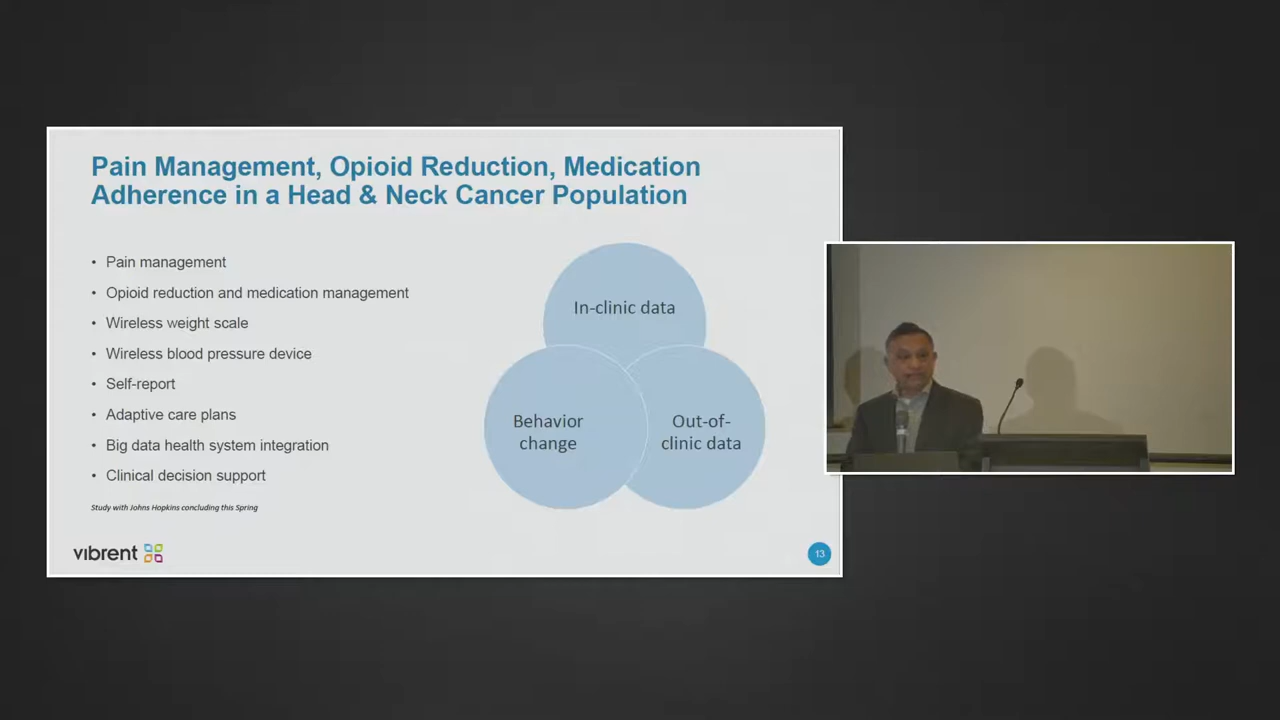 Pain Management, Opioid Reduction, Medication
Adherence in a Head & Neck Cancer Population
• Pain management
• Opioid reduction and medication management
• Wireless weight scale
• Wireless blood pressure device
• Self-report
• Adaptive care plans
• Big data health system integration
• Clinical decision support
Study with Johns Hopkins concluding this Spring
In-clinic data
Behavior
change
Out-of-
clinic data
vibrent
13